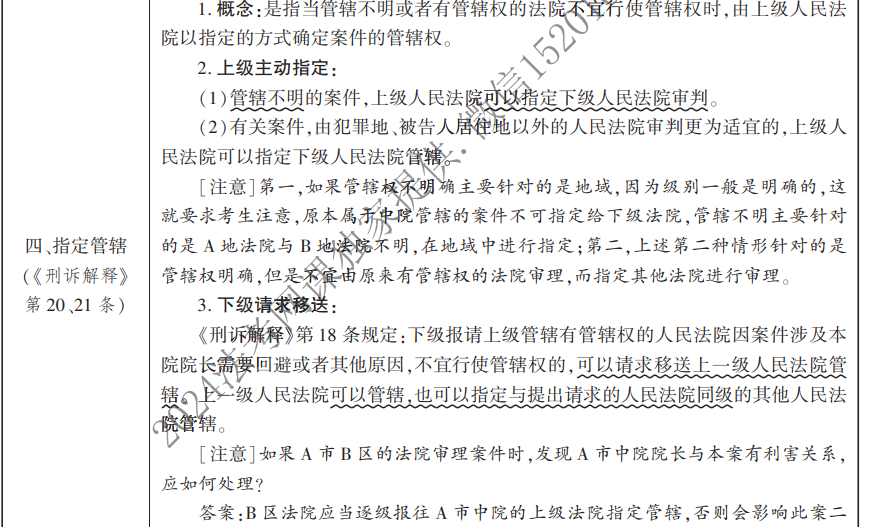 1. 概念:是指当管辖不明或者有管辖权的法院不宜行使管辖权时,由上级人民法
院以指定的方式确定案件的管辖权。
2. 上级主动指定:
(1)管辖不明的案件,上级人民法院可以指定下级人民法院审判。
(2)有关案件,由犯罪地、被告人居住地以外的人民法院审判更为适宜的,上级人
民法院可以指定下级人民法院管辖。
[注意]第一,如果管辖权不明确主要针对的是地域,因为级别一般是明确的,这
就要求考生注意,原本属于中院管辖的案件不可指定给下级法院,管辖不明主要针对
的是 A 地法院与 B 地法院不明,在地域中进行指定;第二,上述第二种情形针对的是
管辖权明确,但是不宜由原来有管辖权的法院审理,而指定其他法院进行审理。
四、指定管辖
(《刑诉解释》
第 20、21 条)
3. 下级请求移送:
《刑诉解释》第 18 条规定:下级报请上级管辖有管辖权的人民法院因案件涉及本
院院长需要回避或者其他原因,不宜行使管辖权的,可以请求移送上一级人民法院管
辖。上一级人民法院可以管辖,也可以指定与提出请求的人民法院同级的其他人民法
院管辖。
[注意]如果 A 市 B 区的法院审理案件时,发现 A 市中院院长与本案有利害关系,
应如何处理?
答案:B 区法院应当逐级报往 A 市中院的上级法院指定管辖,否则会影响此案二
2024法考网课独家提供:微信15201